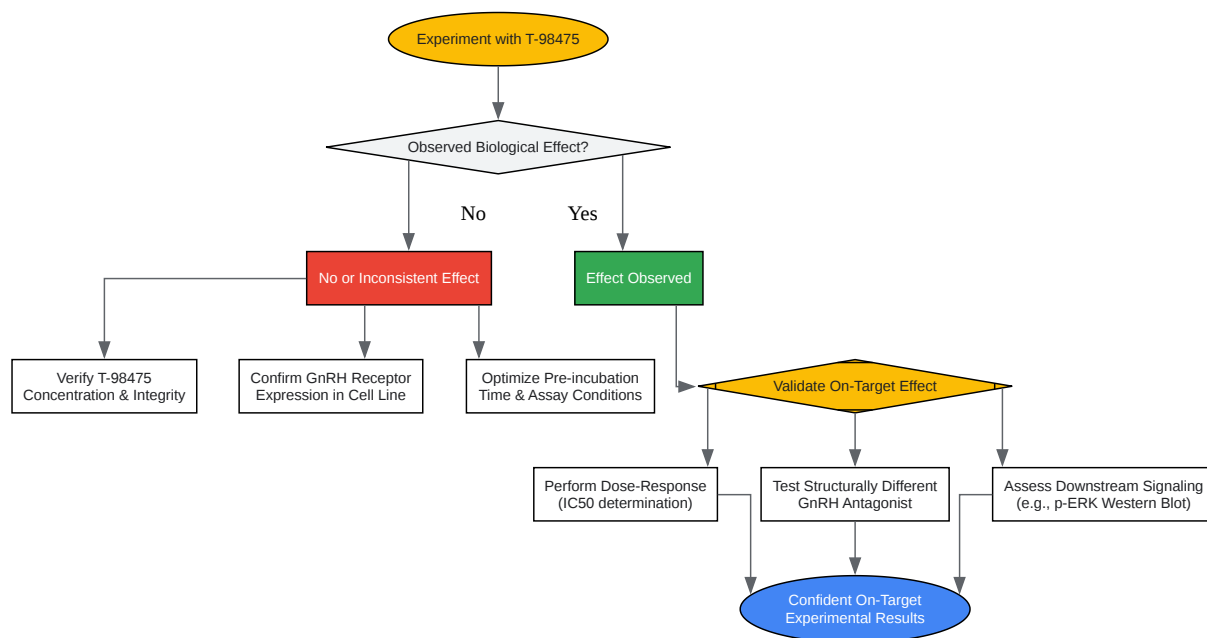 Experiment with T-98475
Observed Biological Effect?
No
Yes
No or Inconsistent Effect
Effect Observed
Verify T-98475
Concentration & Integrity
Confirm GnRH Receptor
Expression in Cell Line
Optimize Pre-incubation
Time & Assay Conditions
Validate On-Target Effect
Perform Dose-Response
(IC50 determination)
Test Structurally Different
GnRH Antagonist
Assess Downstream Signaling
(e.g., p-ERK Western Blot)
Confident On-Target
Experimental Results